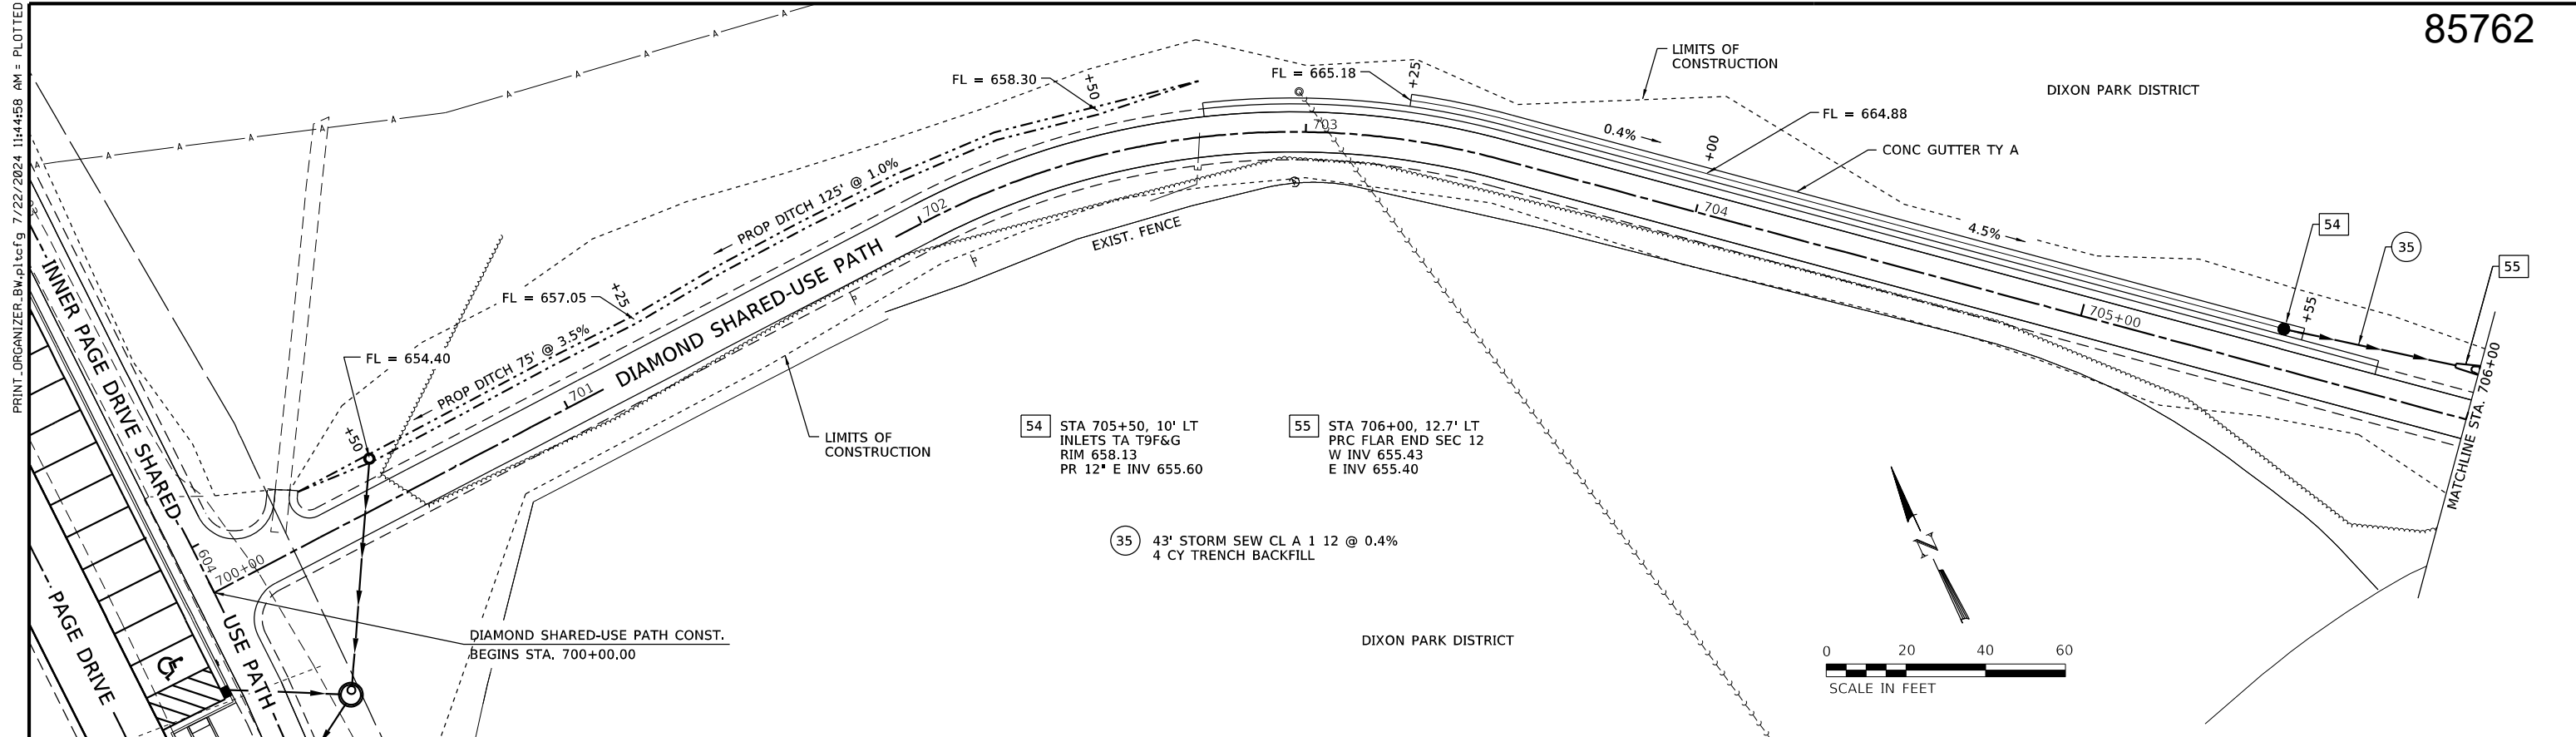 PRINT_ORGANIZER_BW.pltcfg 7/22/2024 11:44:58 AM = PLOTTED
85762
A A A A A
A A A A
LIMITS OF
CONSTRUCTION
DIXON PARK DISTRICT
FL = 658.30
+50
FL = 665.18
+25
FL = 664.88
0.4%
+00
CONC GUTTER TY A
703
PROP DITCH 125' @ 1.0%
702
704
4.5%
54
35
55
EXIST. FENCE
FL = 657.05
+25
DIAMOND SHARED-USE PATH
705+00
+55
PROP DITCH 75' @ 3.5%
FL = 654.40
701
+50
MATCHLINE STA. 706+00
LIMITS OF
CONSTRUCTION
54
STA 705+50, 10' LT
INLETS TA T9F&G
RIM 658.13
PR 12" E INV 655.60
55
STA 706+00, 12.7' LT
PRC FLAR END SEC 12
W INV 655.43
E INV 655.40
35
43' STORM SEW CL A 1 12 @ 0.4%
4 CY TRENCH BACKFILL
INNER PAGE DRIVE SHARED
USE PATH
604
700+00
PAGE DRIVE
DIAMOND SHARED-USE PATH CONST.
BEGINS STA. 700+00.00
DIXON PARK DISTRICT
N
0 20 40 60
SCALE IN FEET